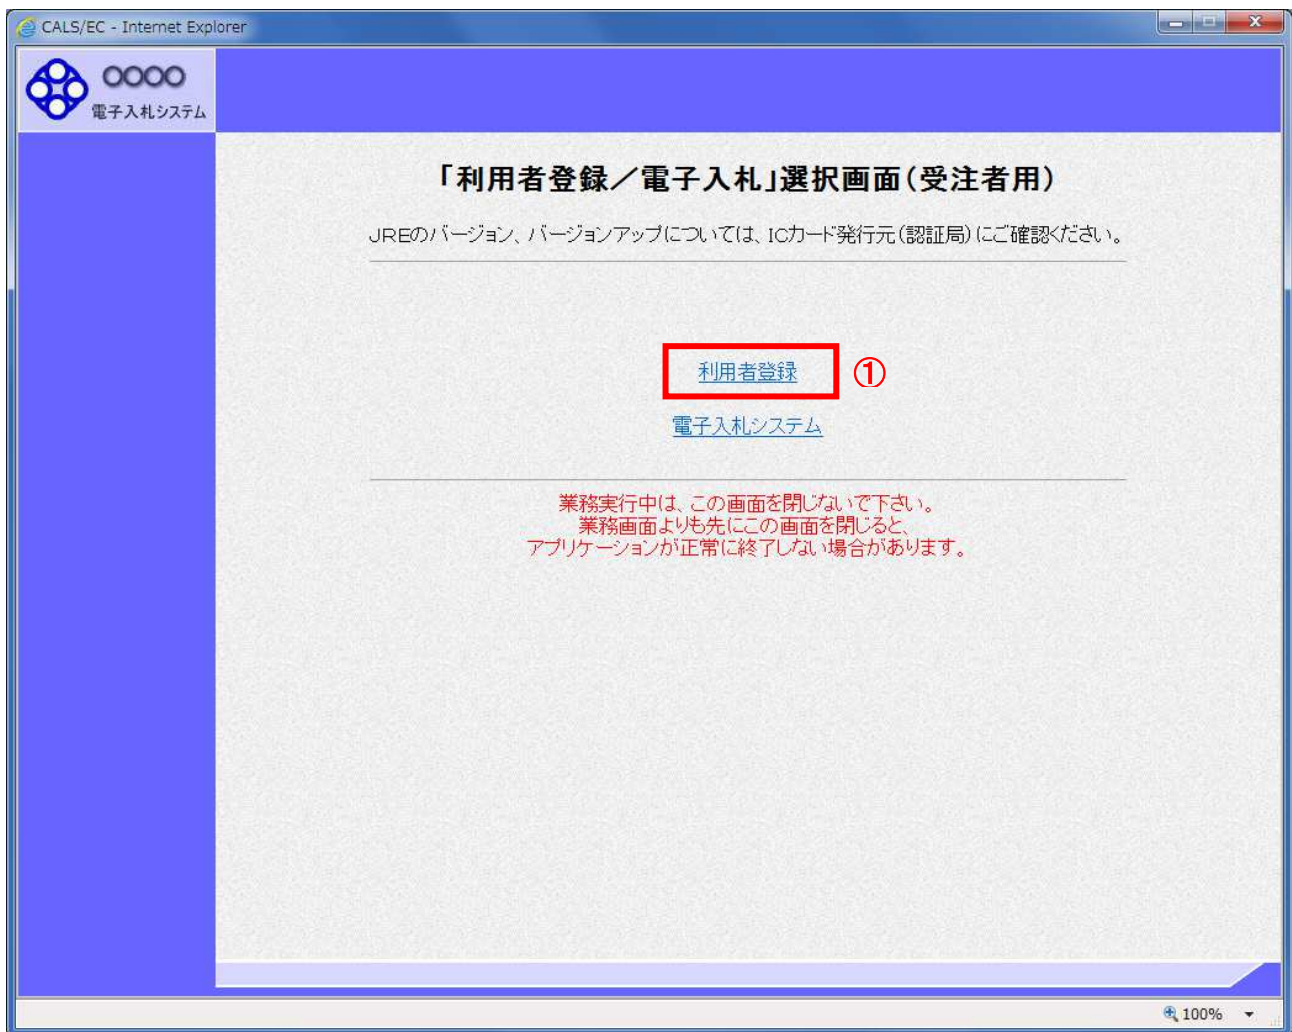 CALS/EC - Internet Explorer
○○○○
電子入札システム
「利用者登録／電子入札」選択画面(受注者用)
JREのバージョン、バージョンアップについては、ICカード発行元(認証局)にご確認ください。
利用者登録 ①
電子入札システム
業務実行中は、この画面を閉じないで下さい。
業務画面よりも先にこの画面を閉じると、
アプリケーションが正常に終了しない場合があります。
100%